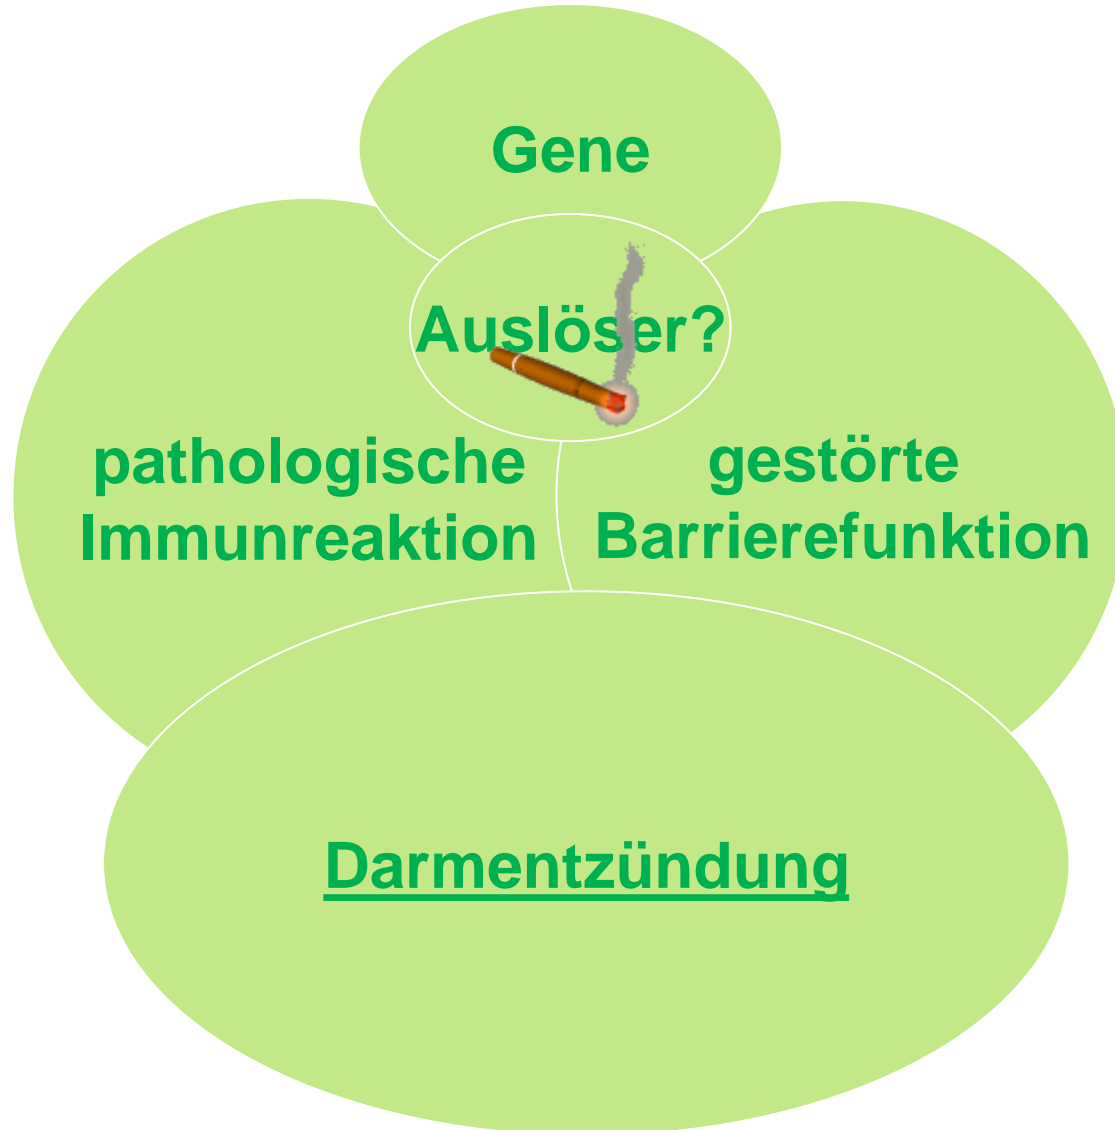 Gene
Auslöser?
pathologische
Immunreaktion
gestörte
Barrierefunktion
Darmentzündung